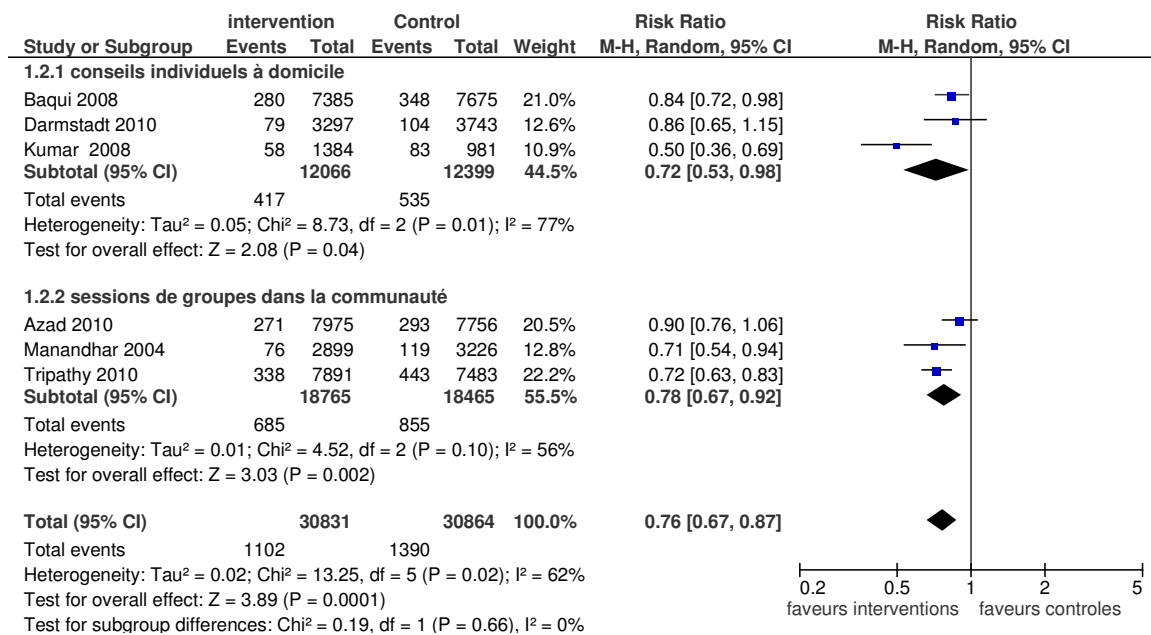 intervention Control Risk Ratio Risk Ratio
Study or Subgroup Events Total Events Total Weight M-H, Random, 95% CI M-H, Random, 95% CI
1.2.1 conseils individuels à domicile
Baqui 2008 280 7385 348 7675 21.0% 0.84 [0.72, 0.98]
Darmstadt 2010 79 3297 104 3743 12.6% 0.86 [0.65, 1.15]
Kumar 2008 58 1384 83 981 10.9% 0.50 [0.36, 0.69]
Subtotal (95% CI) 12066 12399 44.5% 0.72 [0.53, 0.98]
Total events 417 535
Heterogeneity: Tau² = 0.05; Chi² = 8.73, df = 2 (P = 0.01); I² = 77%
Test for overall effect: Z = 2.08 (P = 0.04)
1.2.2 sessions de groupes dans la communauté
Azad 2010 271 7975 293 7756 20.5% 0.90 [0.76, 1.06]
Manandhar 2004 76 2899 119 3226 12.8% 0.71 [0.54, 0.94]
Tripathy 2010 338 7891 443 7483 22.2% 0.72 [0.63, 0.83]
Subtotal (95% CI) 18765 18465 55.5% 0.78 [0.67, 0.92]
Total events 685 855
Heterogeneity: Tau² = 0.01; Chi² = 4.52, df = 2 (P = 0.10); I² = 56%
Test for overall effect: Z = 3.03 (P = 0.002)
Total (95% CI) 30831 30864 100.0% 0.76 [0.67, 0.87]
Total events 1102 1390
Heterogeneity: Tau² = 0.02; Chi² = 13.25, df = 5 (P = 0.02); I² = 62%
Test for overall effect: Z = 3.89 (P = 0.0001)
Test for subgroup differences: Chi² = 0.19, df = 1 (P = 0.66), I² = 0%
0.2 0.5 1 2 5
faveurs interventions faveurs controles